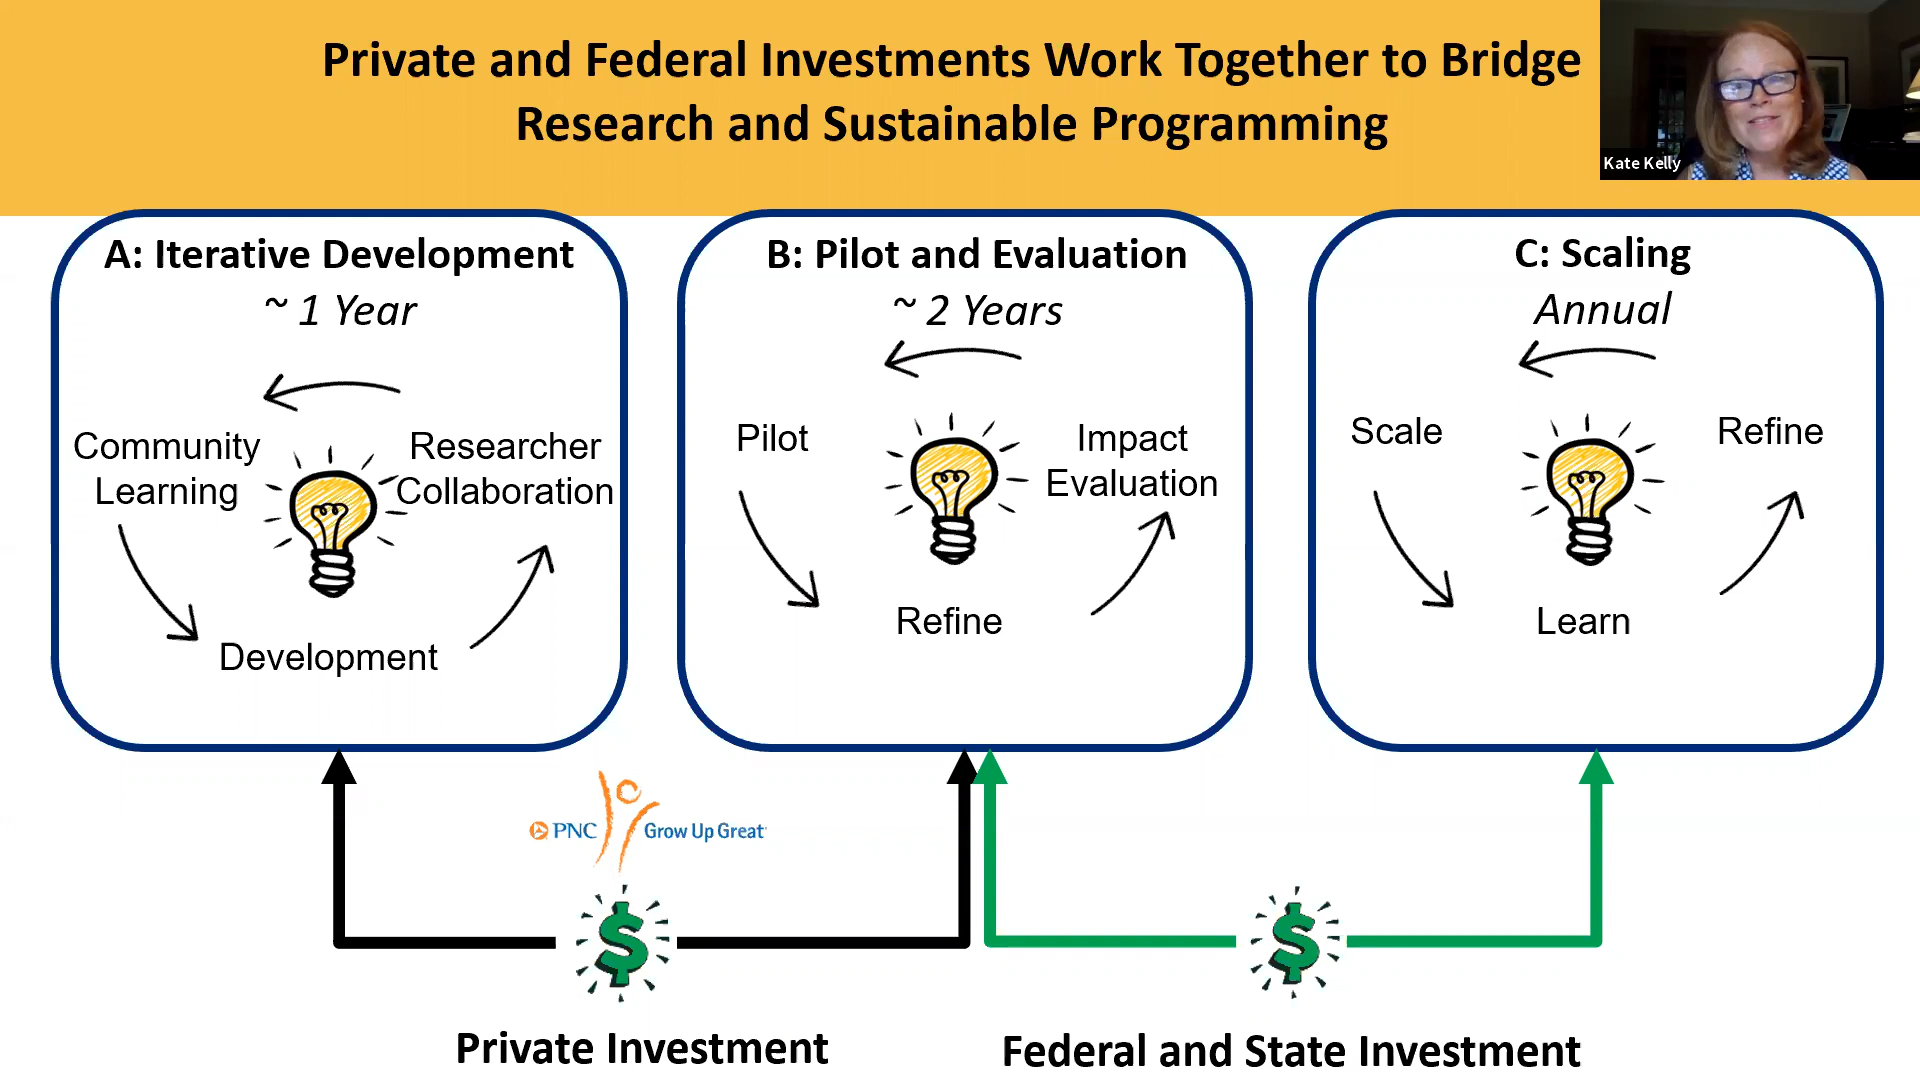 Private and Federal Investments Work Together to Bridge
Research and Sustainable Programming
Kate Kelly
A: Iterative Development
~ 1 Year
Community
Learning
Researcher
Collaboration
Development
B: Pilot and Evaluation
~ 2 Years
Pilot
Impact
Evaluation
Refine
C: Scaling
Annual
Scale
Refine
Learn
PNC Grow Up Great
$
$
Private Investment
Federal and State Investment